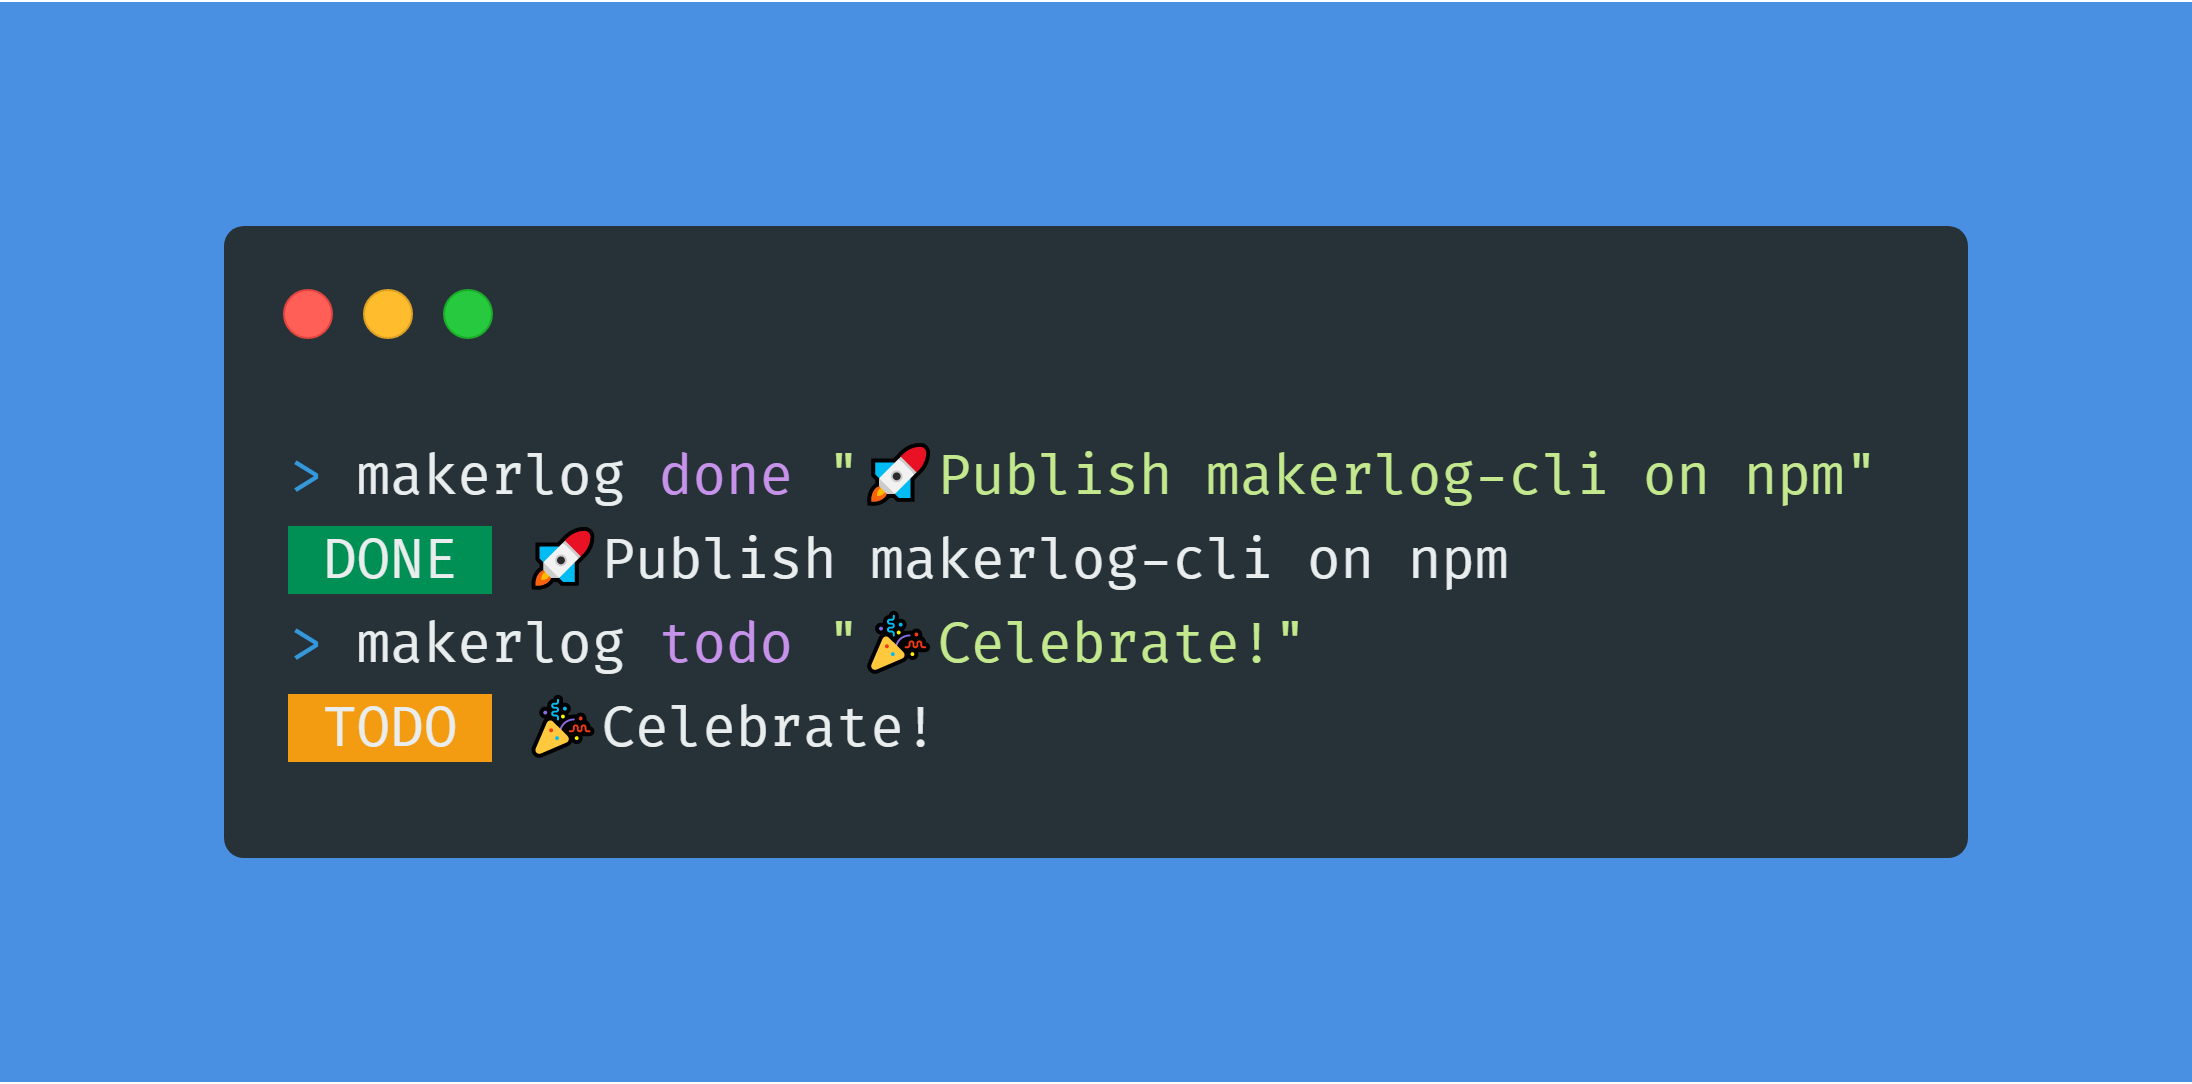 > makerlog done "🚀Publish makerlog-cli on npm"
DONE 🚀Publish makerlog-cli on npm
> makerlog todo "🎉Celebrate!"
TODO 🎉Celebrate!